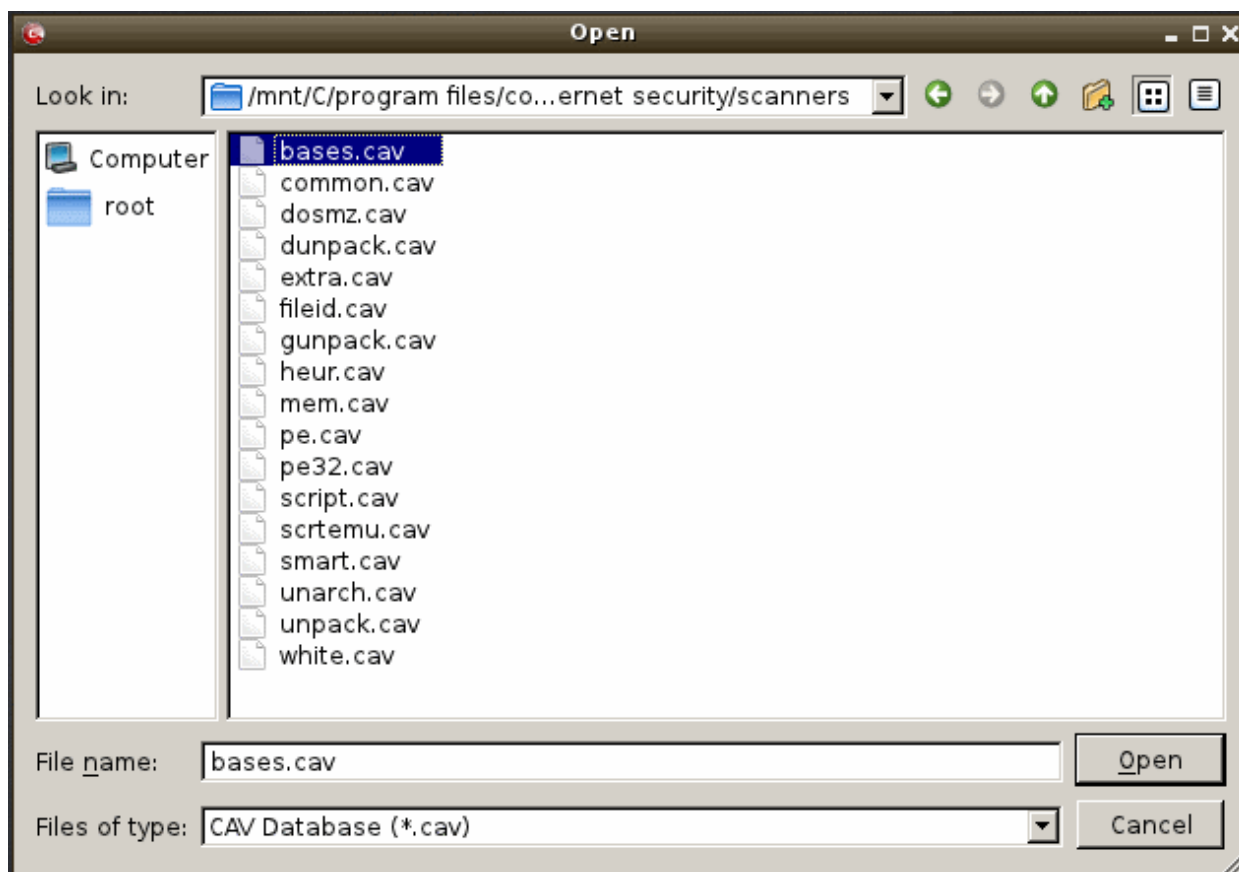 Open
Look in: /mnt/C/program files/co...ernet security/scanners
Computer
root
bases.cav
common.cav
dosmz.cav
dunpack.cav
extra.cav
fileid.cav
gunpack.cav
heur.cav
mem.cav
pe.cav
pe32.cav
script.cav
scrtemu.cav
smart.cav
unarch.cav
unpack.cav
white.cav
File name: bases.cav Open
Files of type: CAV Database (*.cav) Cancel